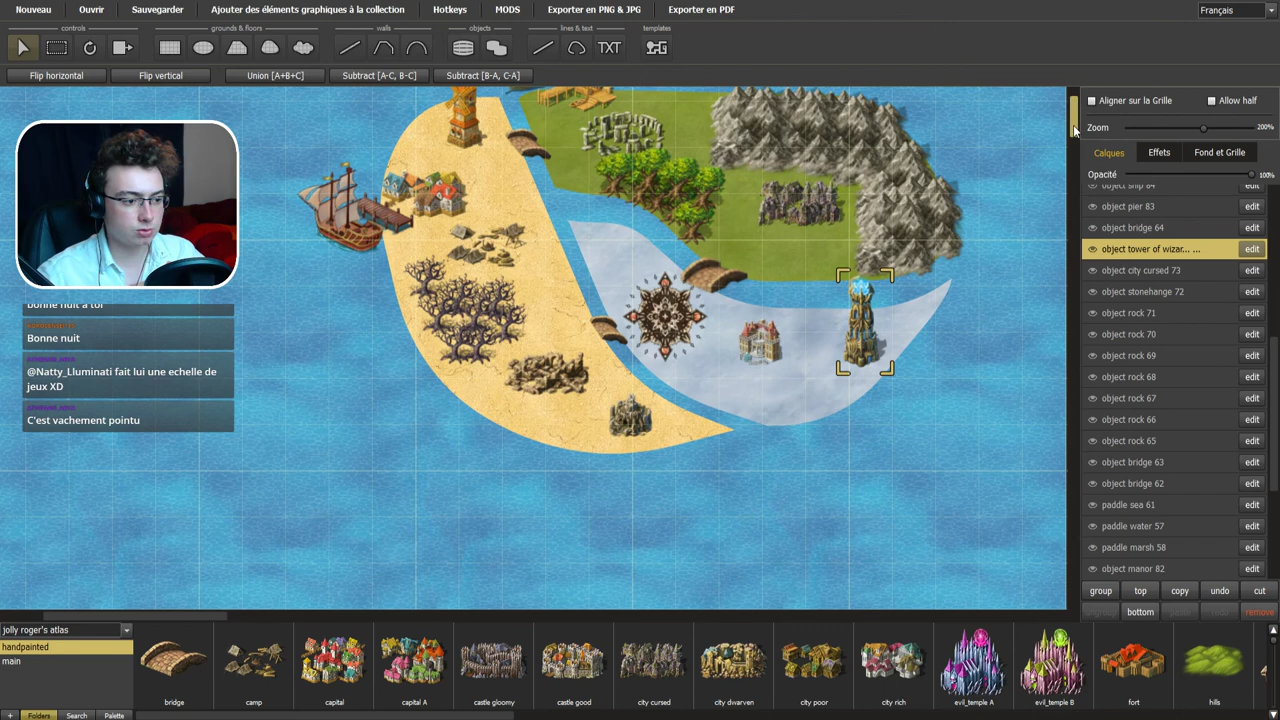 Nouveau Ouvrir Sauvegarder Ajouter des éléments graphiques à la collection Hotkeys MODS Exporter en PNG & JPG Exporter en PDF Français
controls grounds & floors walls objects lines & text templates
TXT
Flip horizontal Flip vertical Union [A+B+C] Subtract [A-C, B-C] Subtract [B-A, C-A]
Aligner sur la Grille Allow half
Zoom 200%
Calques Effets Fond et Grille
Opacité 100%
object ship 84
object pier 83 edit
object bridge 64 edit
object tower of wizar... ... edit
object city cursed 73 edit
object stonehange 72 edit
object rock 71 edit
object rock 70 edit
object rock 69 edit
object rock 68 edit
object rock 67 edit
object rock 66 edit
object rock 65 edit
object bridge 63 edit
object bridge 62 edit
paddle sea 61 edit
paddle water 57 edit
paddle marsh 58 edit
object manor 82 edit
group top copy undo cut
bottom remove
bonne nuit a toi
Bonne nuit
@Natty_Lluminati fait lui une echelle de
jeux XD
C'est vachement pointu
jolly roger's atlas
handpainted
main
bridge camp capital capital A castle gloomy castle good city cursed city dwarven city poor city rich evil_temple A evil_temple B fort hills
+ Folders Search Palette